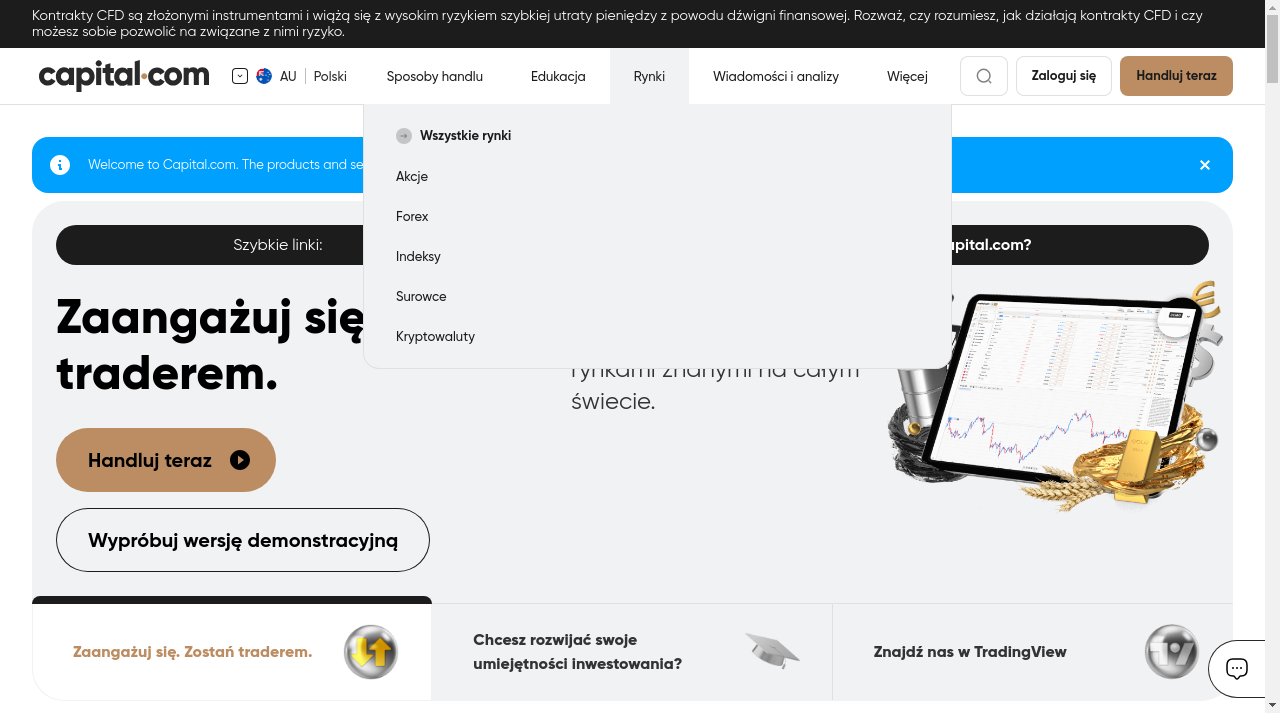 Kontrakty CFD są złożonymi instrumentami i wiążą się z wysokim ryzykiem szybkiej utraty pieniędzy z powodu dźwigni finansowej. Rozważ, czy rozumiesz, jak działają kontrakty CFD i czy
możesz sobie pozwolić na związane z nimi ryzyko.
capital.com
AU
Polski
Sposoby handlu
Edukacja
Rynki
Wiadomości i analizy
Więcej
Zaloguj się
Handluj teraz
Wszystkie rynki
Akcje
Forex
Indeksy
Surowce
Kryptowaluty
Welcome to Capital.com. The products and se
Szybkie linki:
apital.com?
Zaangażuj się
traderem.
rynkami znanymi na całym
świecie.
Handluj teraz
Wypróbuj wersję demonstracyjną
Zaangażuj się. Zostań traderem.
Chcesz rozwijać swoje
umiejętności inwestowania?
Znajdź nas w TradingView